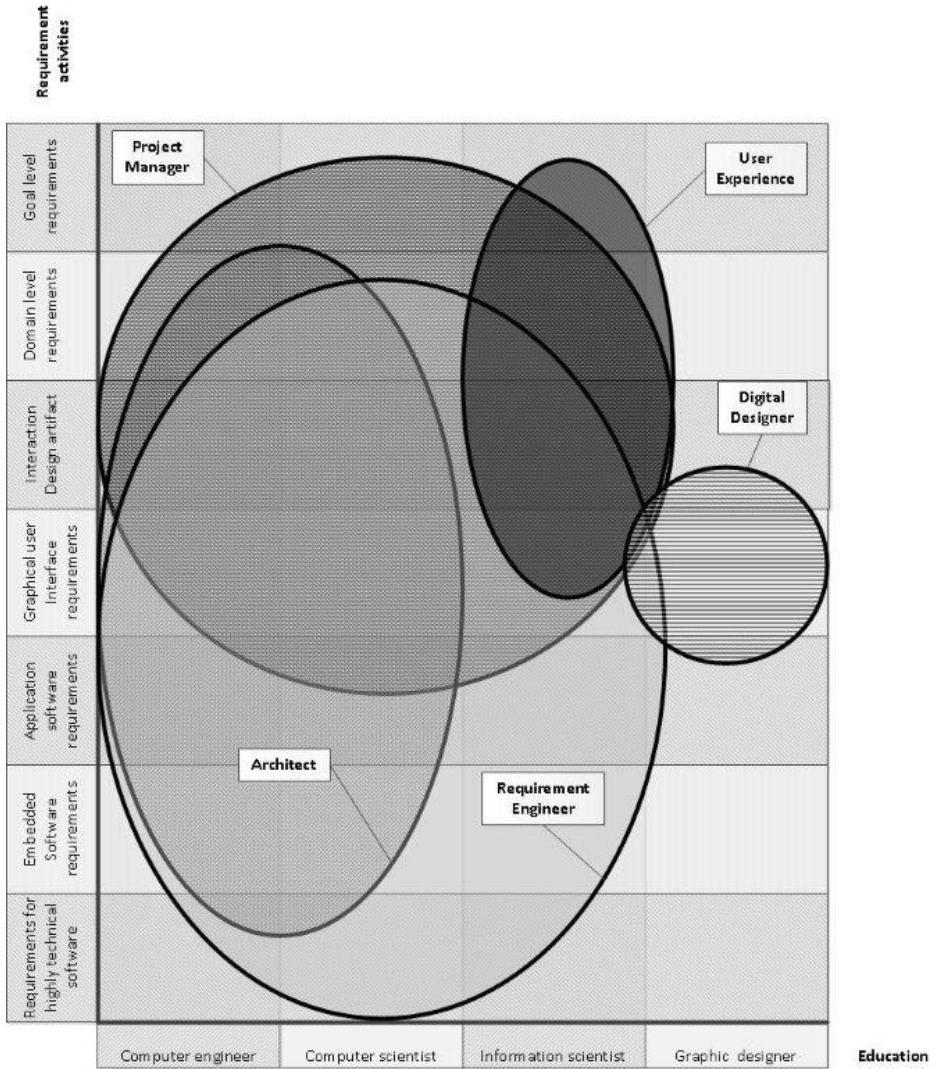 Requirement
activities
Project
Manager
User
Experience
Goal level
requirements
Domain level
requirements
Interaction
Design artifact
Digital
Designer
Graphical user
Interface
requirements
Application
software
requirements
Architect
Requirement
Engineer
Embedded
Software
requirements
Requirements for
highly technical
software
Computer engineer
Computer scientist
Information scientist
Graphic designer
Education